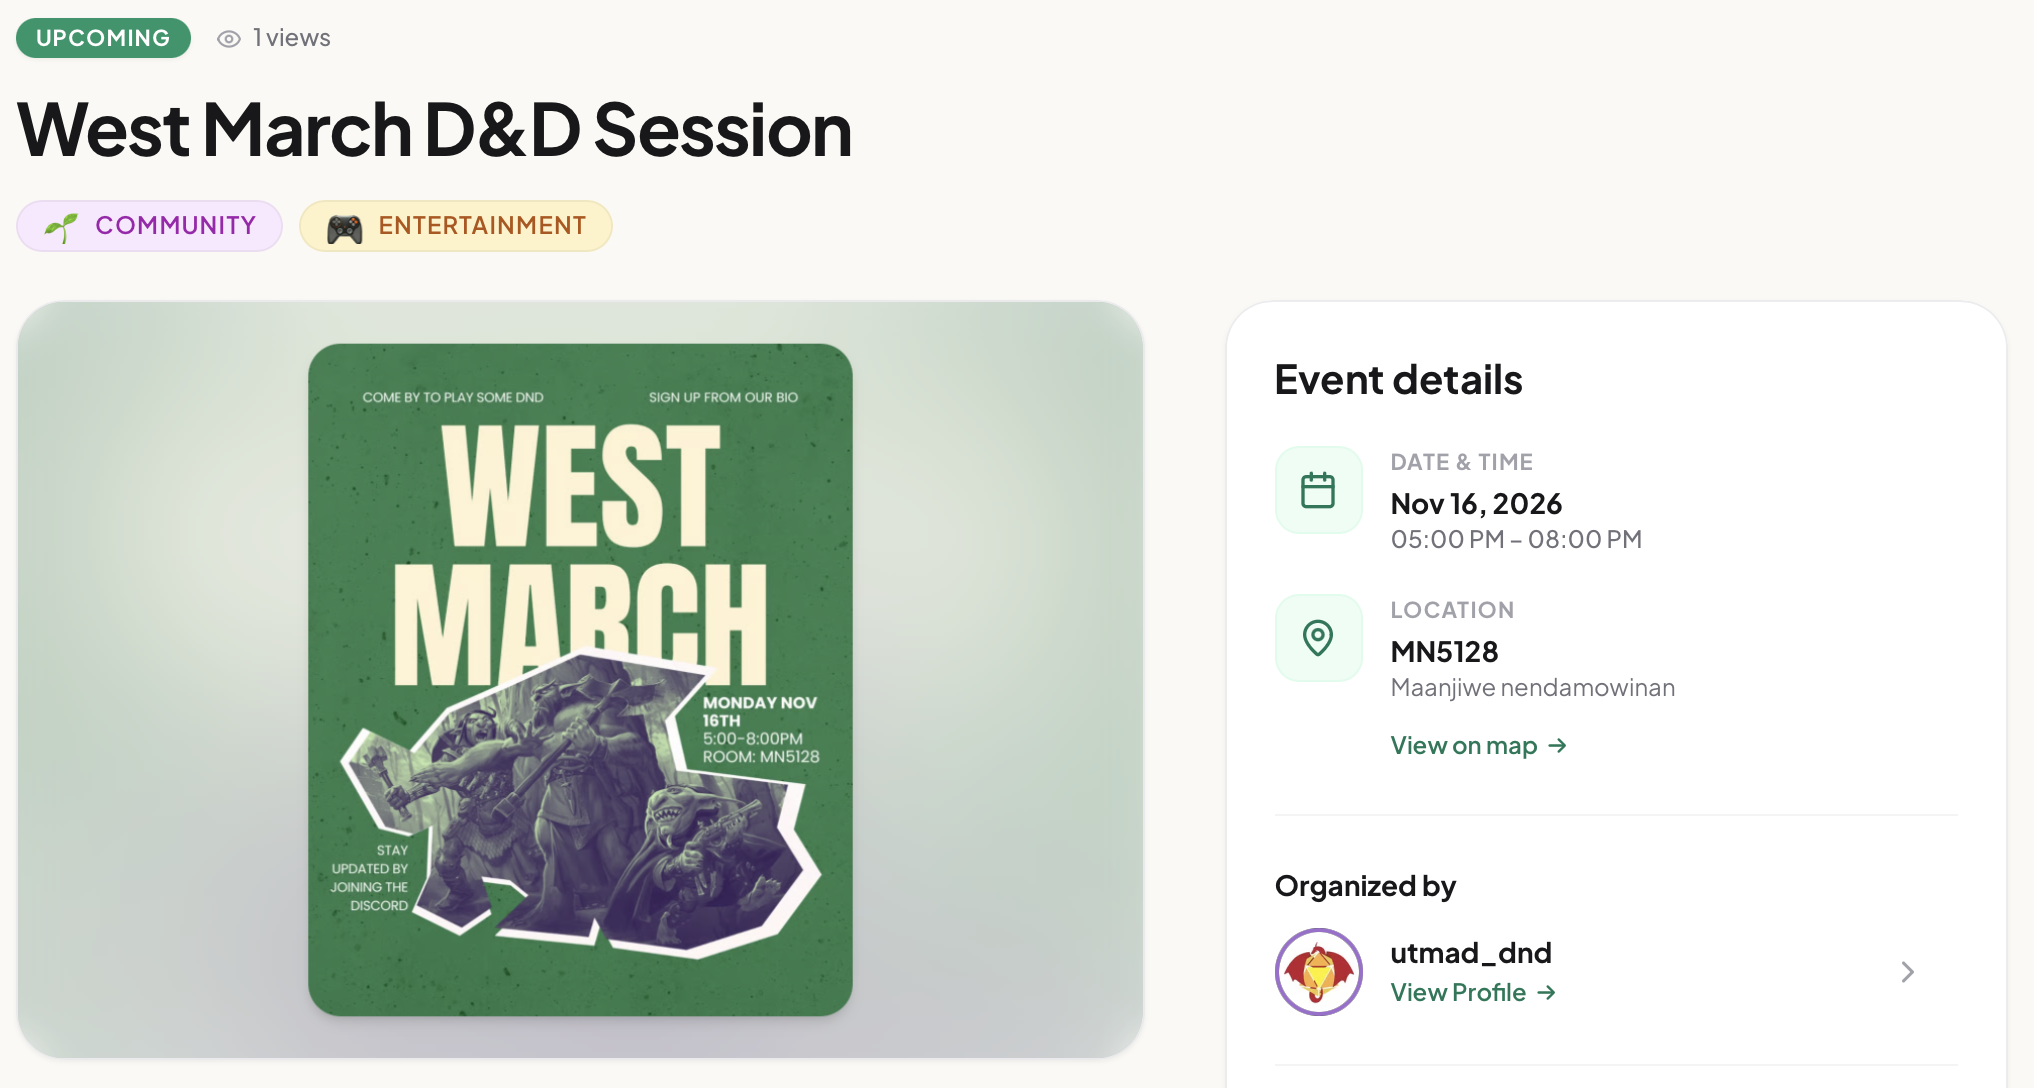 UPCOMING
1 views
West March D&D Session
COMMUNITY
ENTERTAINMENT
COME BY TO PLAY SOME DND
SIGN UP FROM OUR BIO
WEST
MARCH
MONDAY NOV
16TH
5:00-8:00PM
ROOM: MN5128
STAY
UPDATED BY
JOINING THE
DISCORD
Event details
DATE & TIME
Nov 16, 2026
05:00 PM – 08:00 PM
LOCATION
MN5128
Maanjiwe nendamowinan
View on map →
Organized by
utmad_dnd
View Profile →